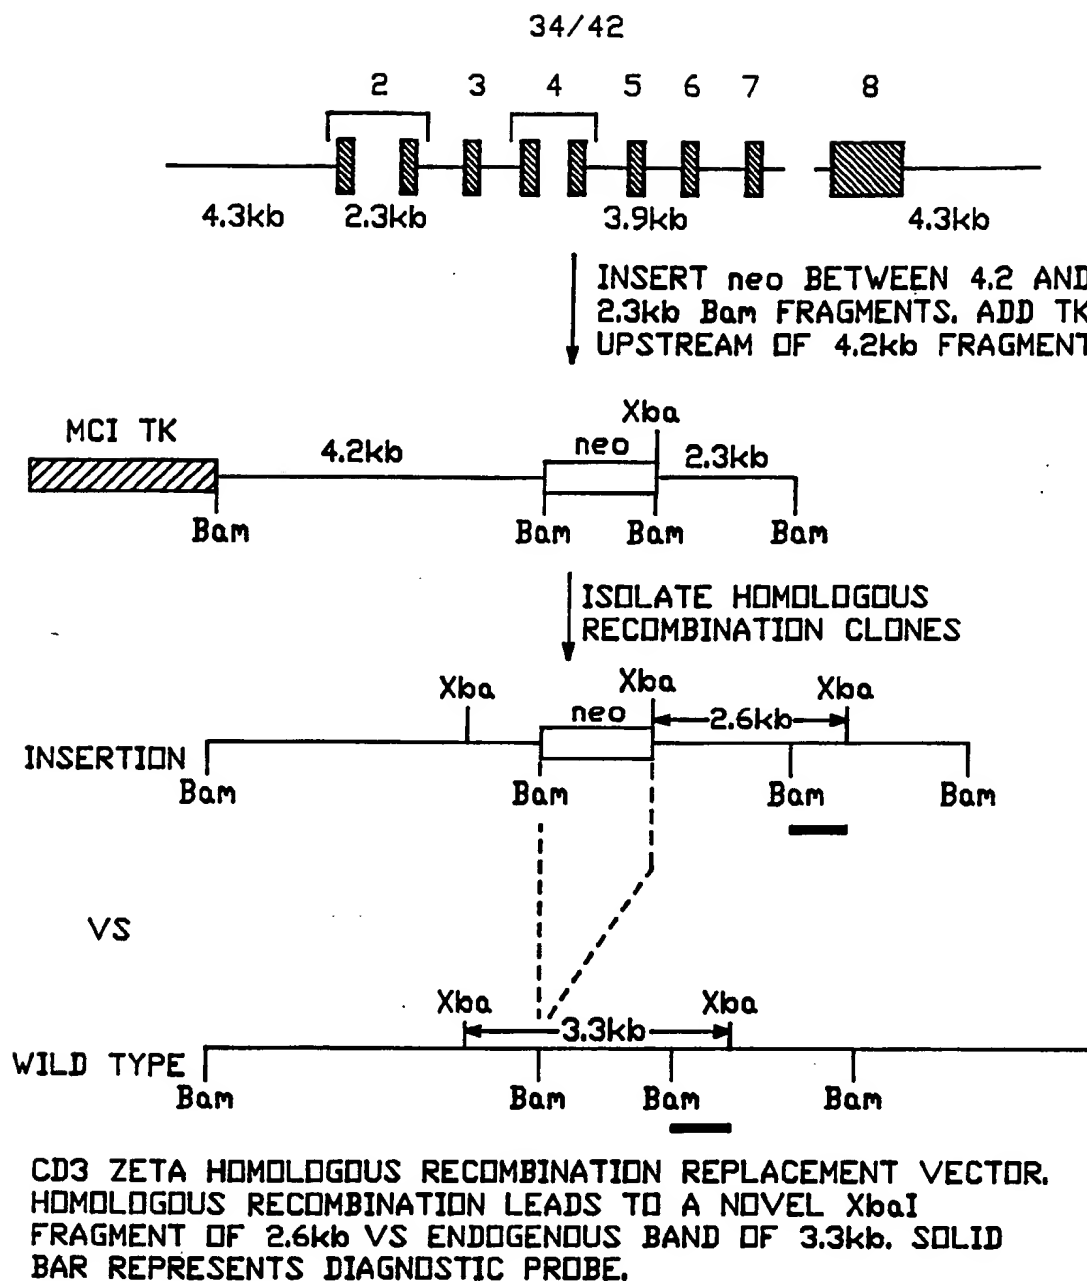 34/42
2 3 4 5 6 7 8
4.3kb 2.3kb 3.9kb 4.3kb
INSERT neo BETWEEN 4.2 AND
2.3kb Bam FRAGMENTS. ADD TK
UPSTREAM OF 4.2kb FRAGMENT
Xba
MCI TK 4.2kb neo 2.3kb
Bam Bam Bam Bam
ISOLATE HOMOLOGOUS
RECOMBINATION CLONES
Xba Xba Xba
neo 2.6kb
INSERTION
Bam Bam Bam Bam
VS
Xba Xba
3.3kb
WILD TYPE
Bam Bam Bam Bam
CD3 ZETA HOMOLOGOUS RECOMBINATION REPLACEMENT VECTOR.
HOMOLOGOUS RECOMBINATION LEADS TO A NOVEL XbaI
FRAGMENT OF 2.6kb VS ENDOGENOUS BAND OF 3.3kb. SOLID
BAR REPRESENTS DIAGNOSTIC PROBE.